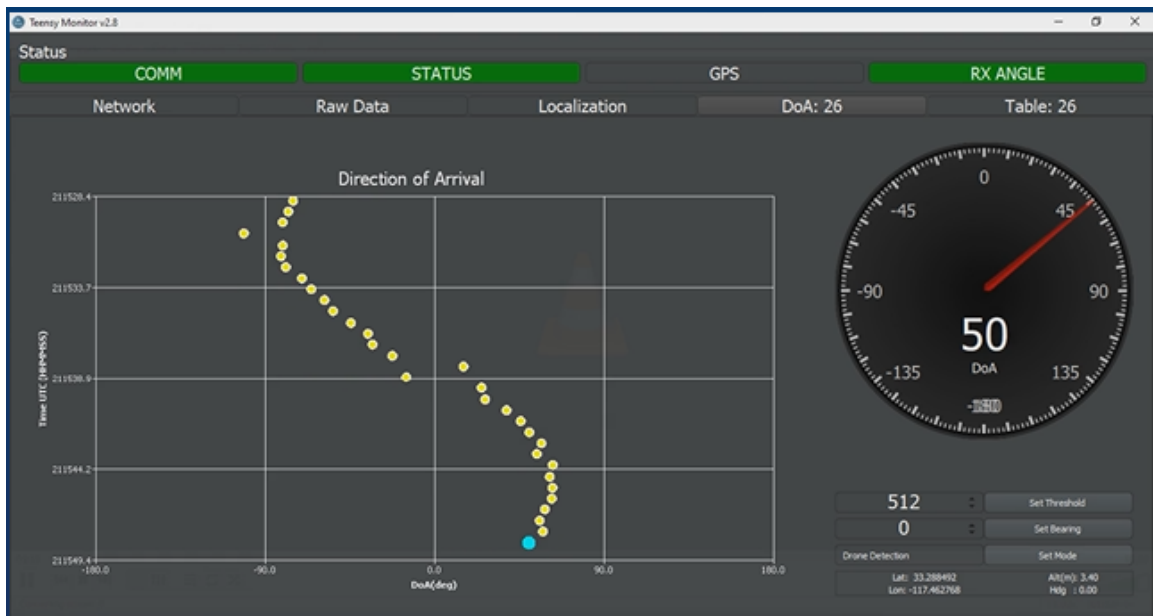 Teensy Monitor v2.8
Status
COMM STATUS GPS RX ANGLE
Network Raw Data Localization DoA: 26 Table: 26
Direction of Arrival
211528.4
211533.7
211538.9
211544.2
211549.4
Time UTC (HHMMSS)
-180.0 -90.0 0.0 90.0 180.0
DoA(deg)
0
-45 45
-90 90
50
DoA
-135 135
512 Set Threshold
0 Set Bearing
Drone Detection Set Mode
Lat: 33.288492 Alt(m): 3.40
Lon: -117.462768 Hdg : 0.00